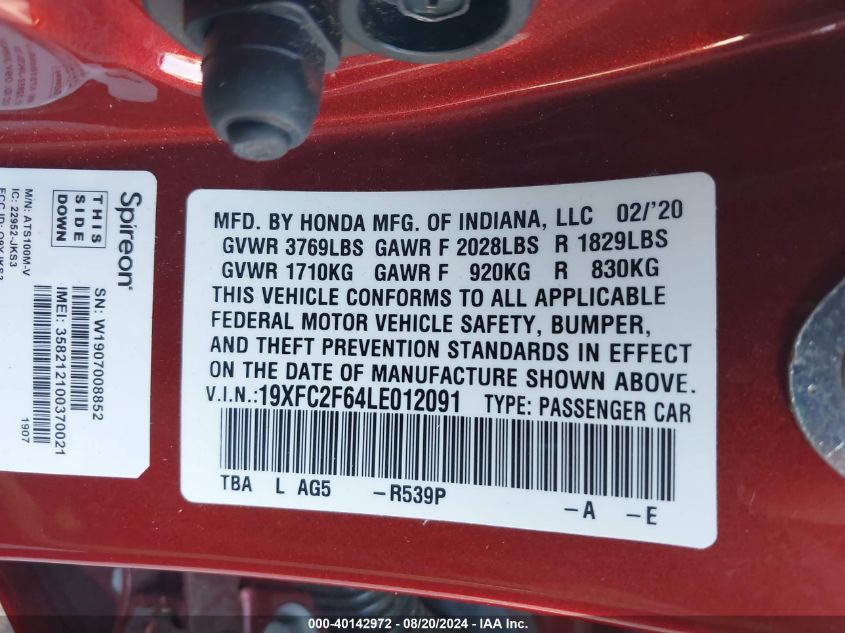 Spireon®
THIS
SIDE
DOWN
SN: W1907008852
IMEI: 358212100370021
1907
M/N: ATS100M-V
IC: 22952-JKS3
MFD. BY HONDA MFG. OF INDIANA, LLC 02/'20
GVWR 3769LBS GAWR F 2028LBS R 1829LBS
GVWR 1710KG GAWR F 920KG R 830KG
THIS VEHICLE CONFORMS TO ALL APPLICABLE
FEDERAL MOTOR VEHICLE SAFETY, BUMPER,
AND THEFT PREVENTION STANDARDS IN EFFECT
ON THE DATE OF MANUFACTURE SHOWN ABOVE.
V.I.N.:19XFC2F64LE012091 TYPE: PASSENGER CAR
TBA L AG5 -R539P -A -E
000-40142972 - 08/20/2024 - IAA Inc.